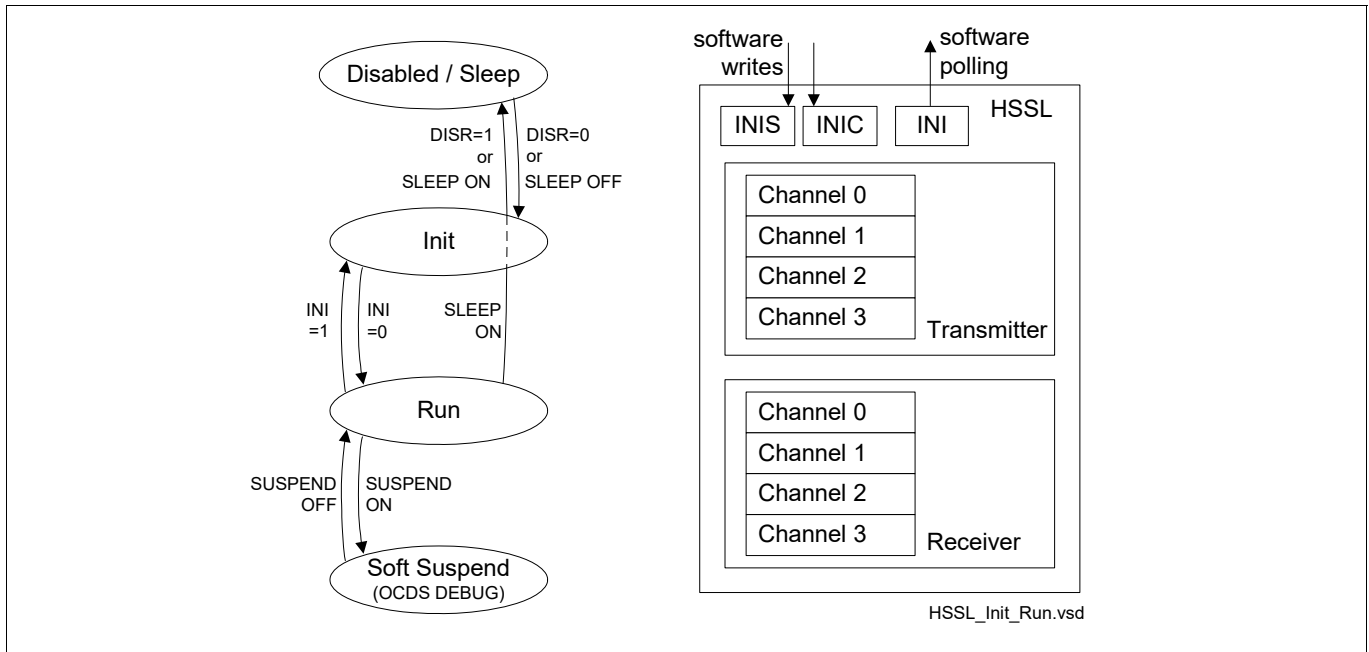 Disabled / Sleep
DISR=1
or
SLEEP ON
DISR=0
or
SLEEP OFF
Init
INI
=1
INI
=0
SLEEP
ON
Run
SUSPEND
OFF
SUSPEND
ON
Soft Suspend
(OCDS DEBUG)
software
writes
software
polling
HSSL
INIS
INIC
INI
Channel 0
Channel 1
Channel 2
Channel 3
Transmitter
Channel 0
Channel 1
Channel 2
Channel 3
Receiver
HSSL_Init_Run.vsd